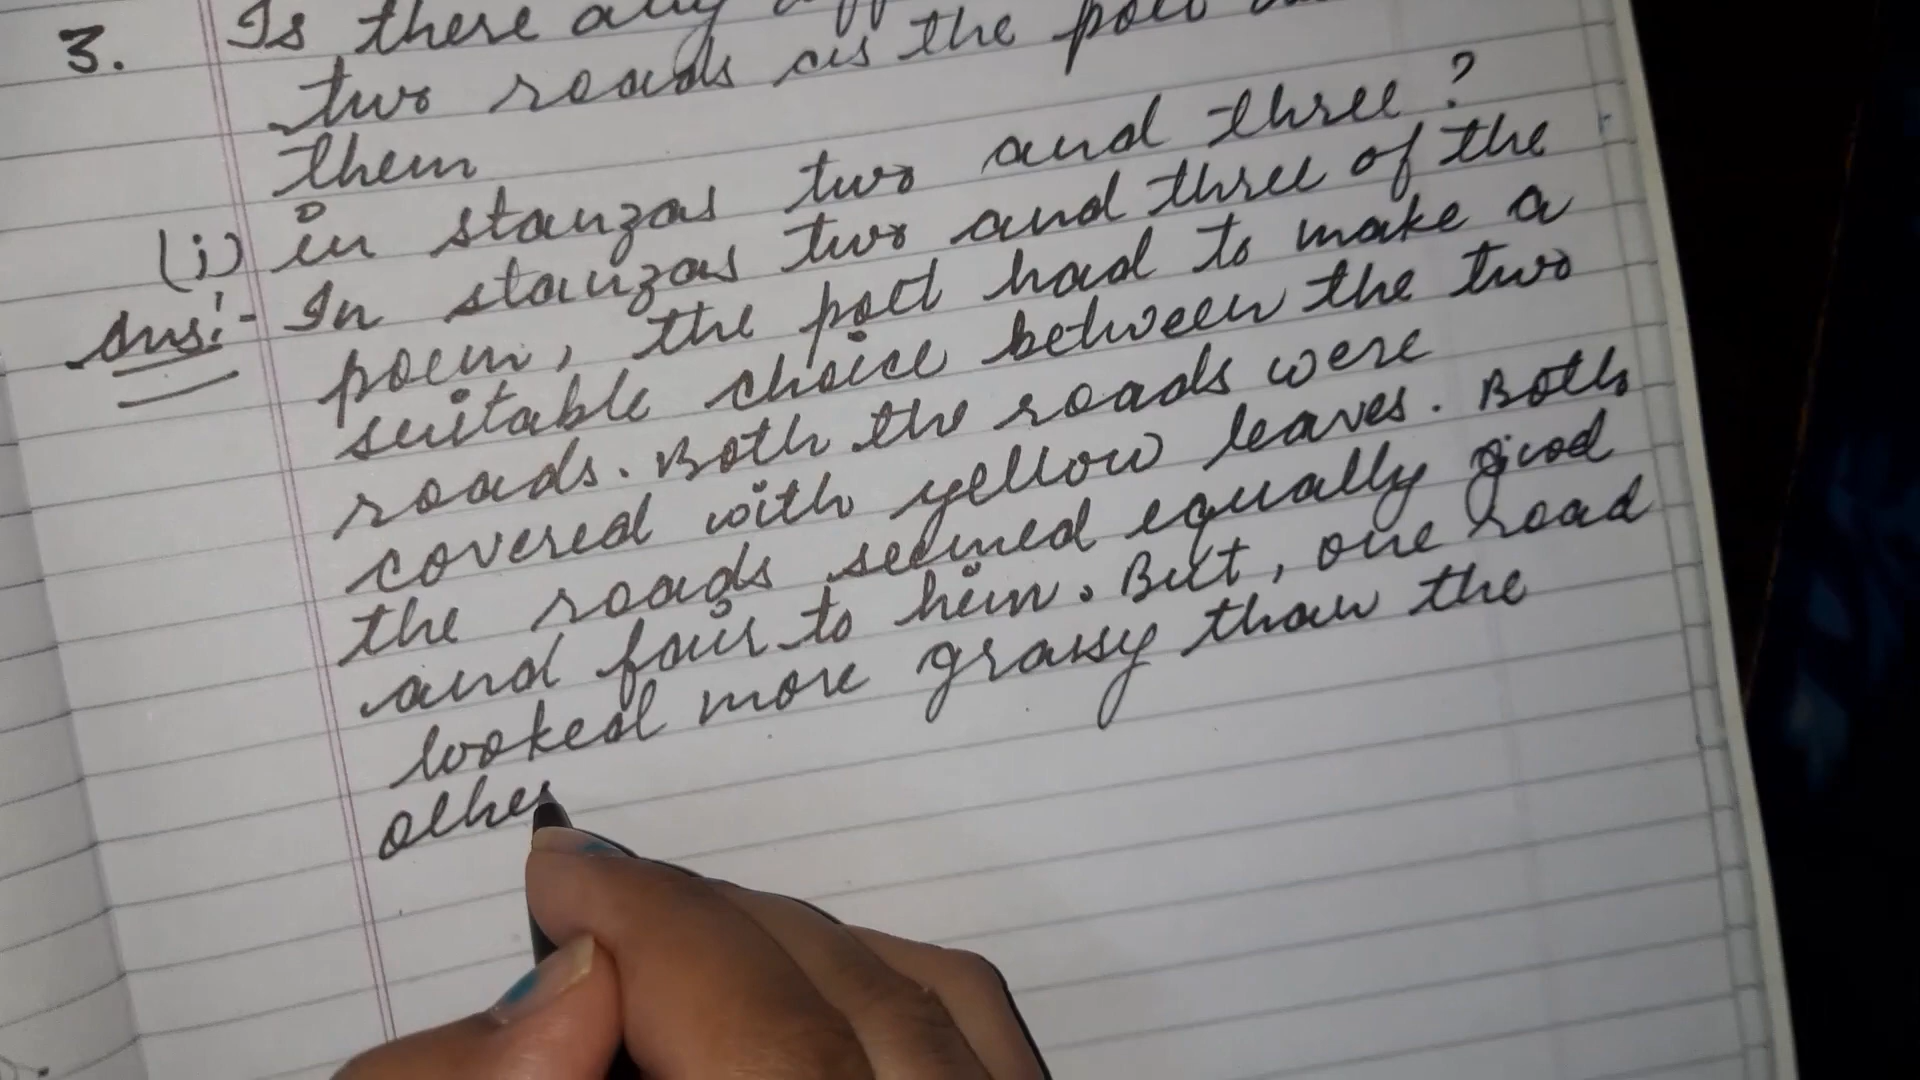 3. Is there any
two roads as the poet
them
(i) in stanzas two and three?
Ans:- In stanzas two and three of the
poem, the poet had to make a
suitable choice between the two
roads. Both the roads were
covered with yellow leaves. Both
the roads seemed equally good
and fair to him. But, one road
looked more grassy than the
othe